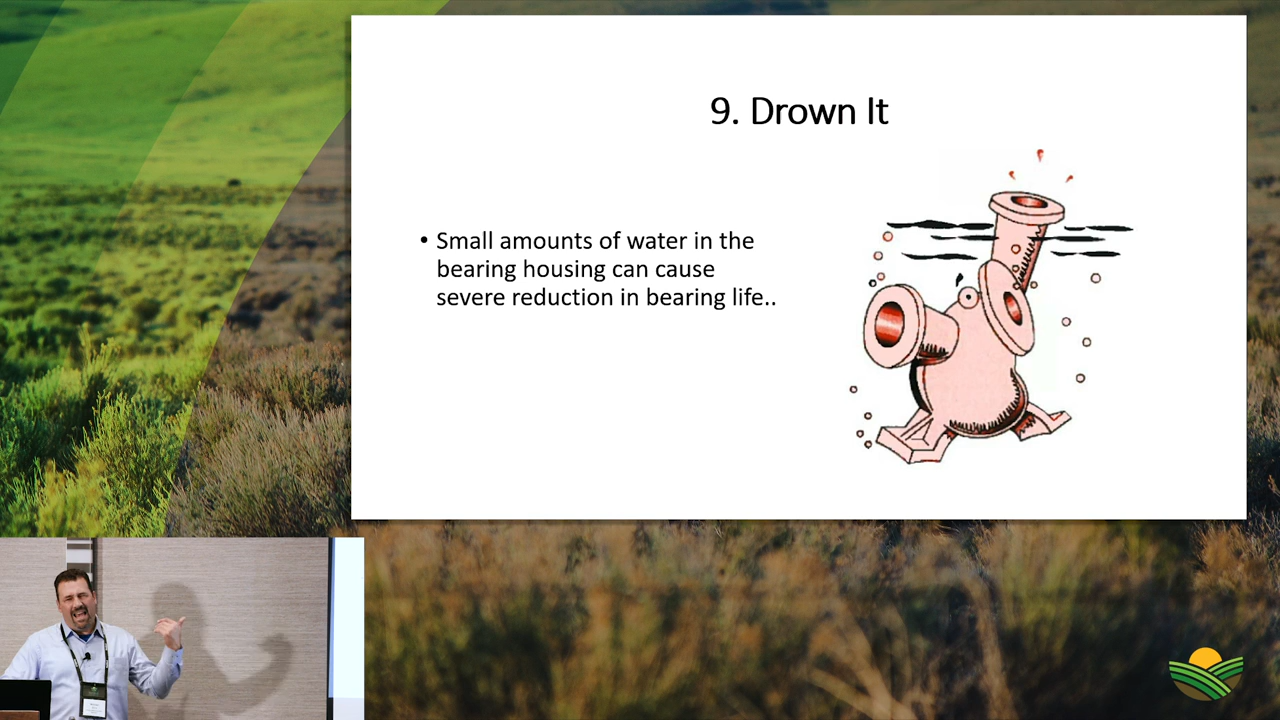 9. Drown It
• Small amounts of water in the
bearing housing can cause
severe reduction in bearing life..